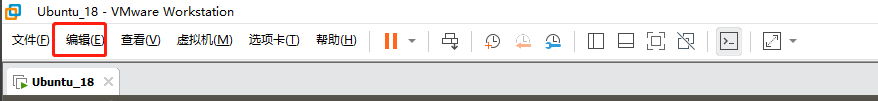 Ubuntu_18 - VMware Workstation
文件(F) 编辑(E) 查看(V) 虚拟机(M) 选项卡(T) 帮助(H)
Ubuntu_18